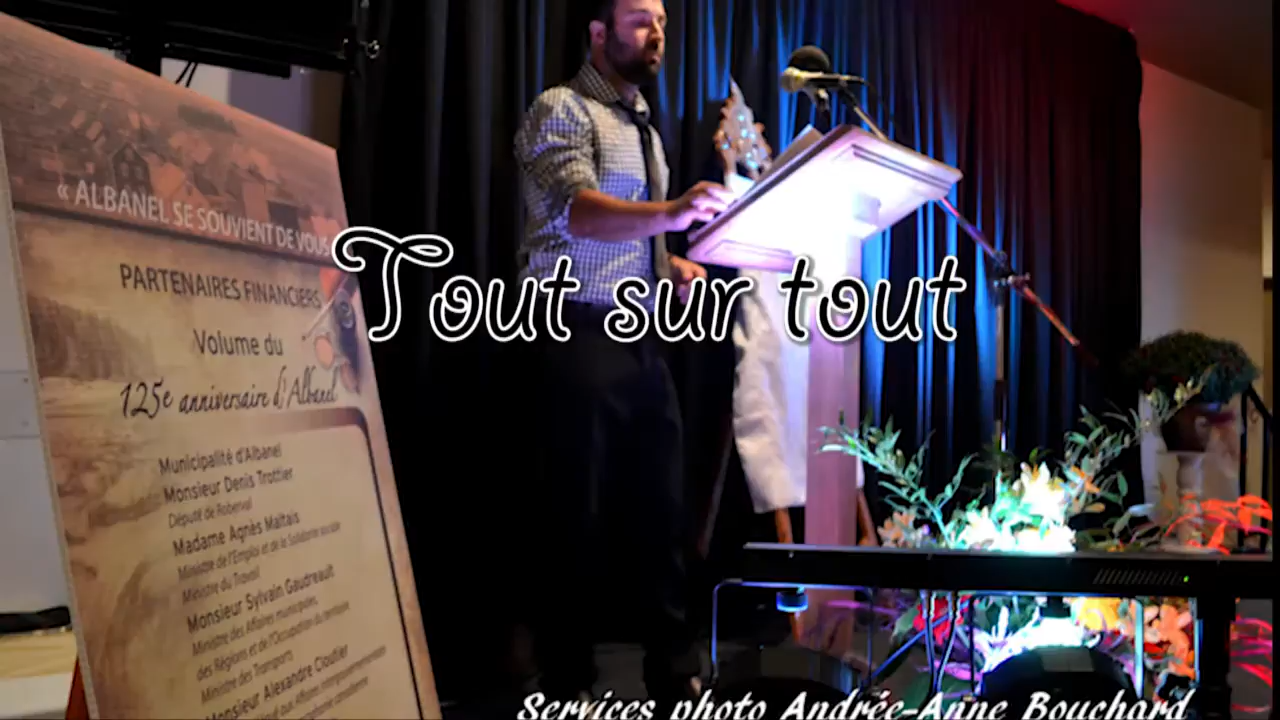 « ALBANEL SE SOUVIENT DE VOUS
PARTENAIRES FINANCIERS
Volume du
125e anniversaire d'Albanel
Municipalité d'Albanel
Monsieur Denis Trottier
Député de Roberval
Madame Agnès Maltais
Ministre de l'Emploi et de la Solidarité sociale
Ministre du Travail
Monsieur Sylvain Gaudreault
Ministre des Affaires municipales,
des Régions et de l'Occupation du territoire
Ministre des Transports
Monsieur Alexandre Cloutier
aux Affaires intergouvernementales
Tout sur tout
Services photo Andrée-Anne Bouchard